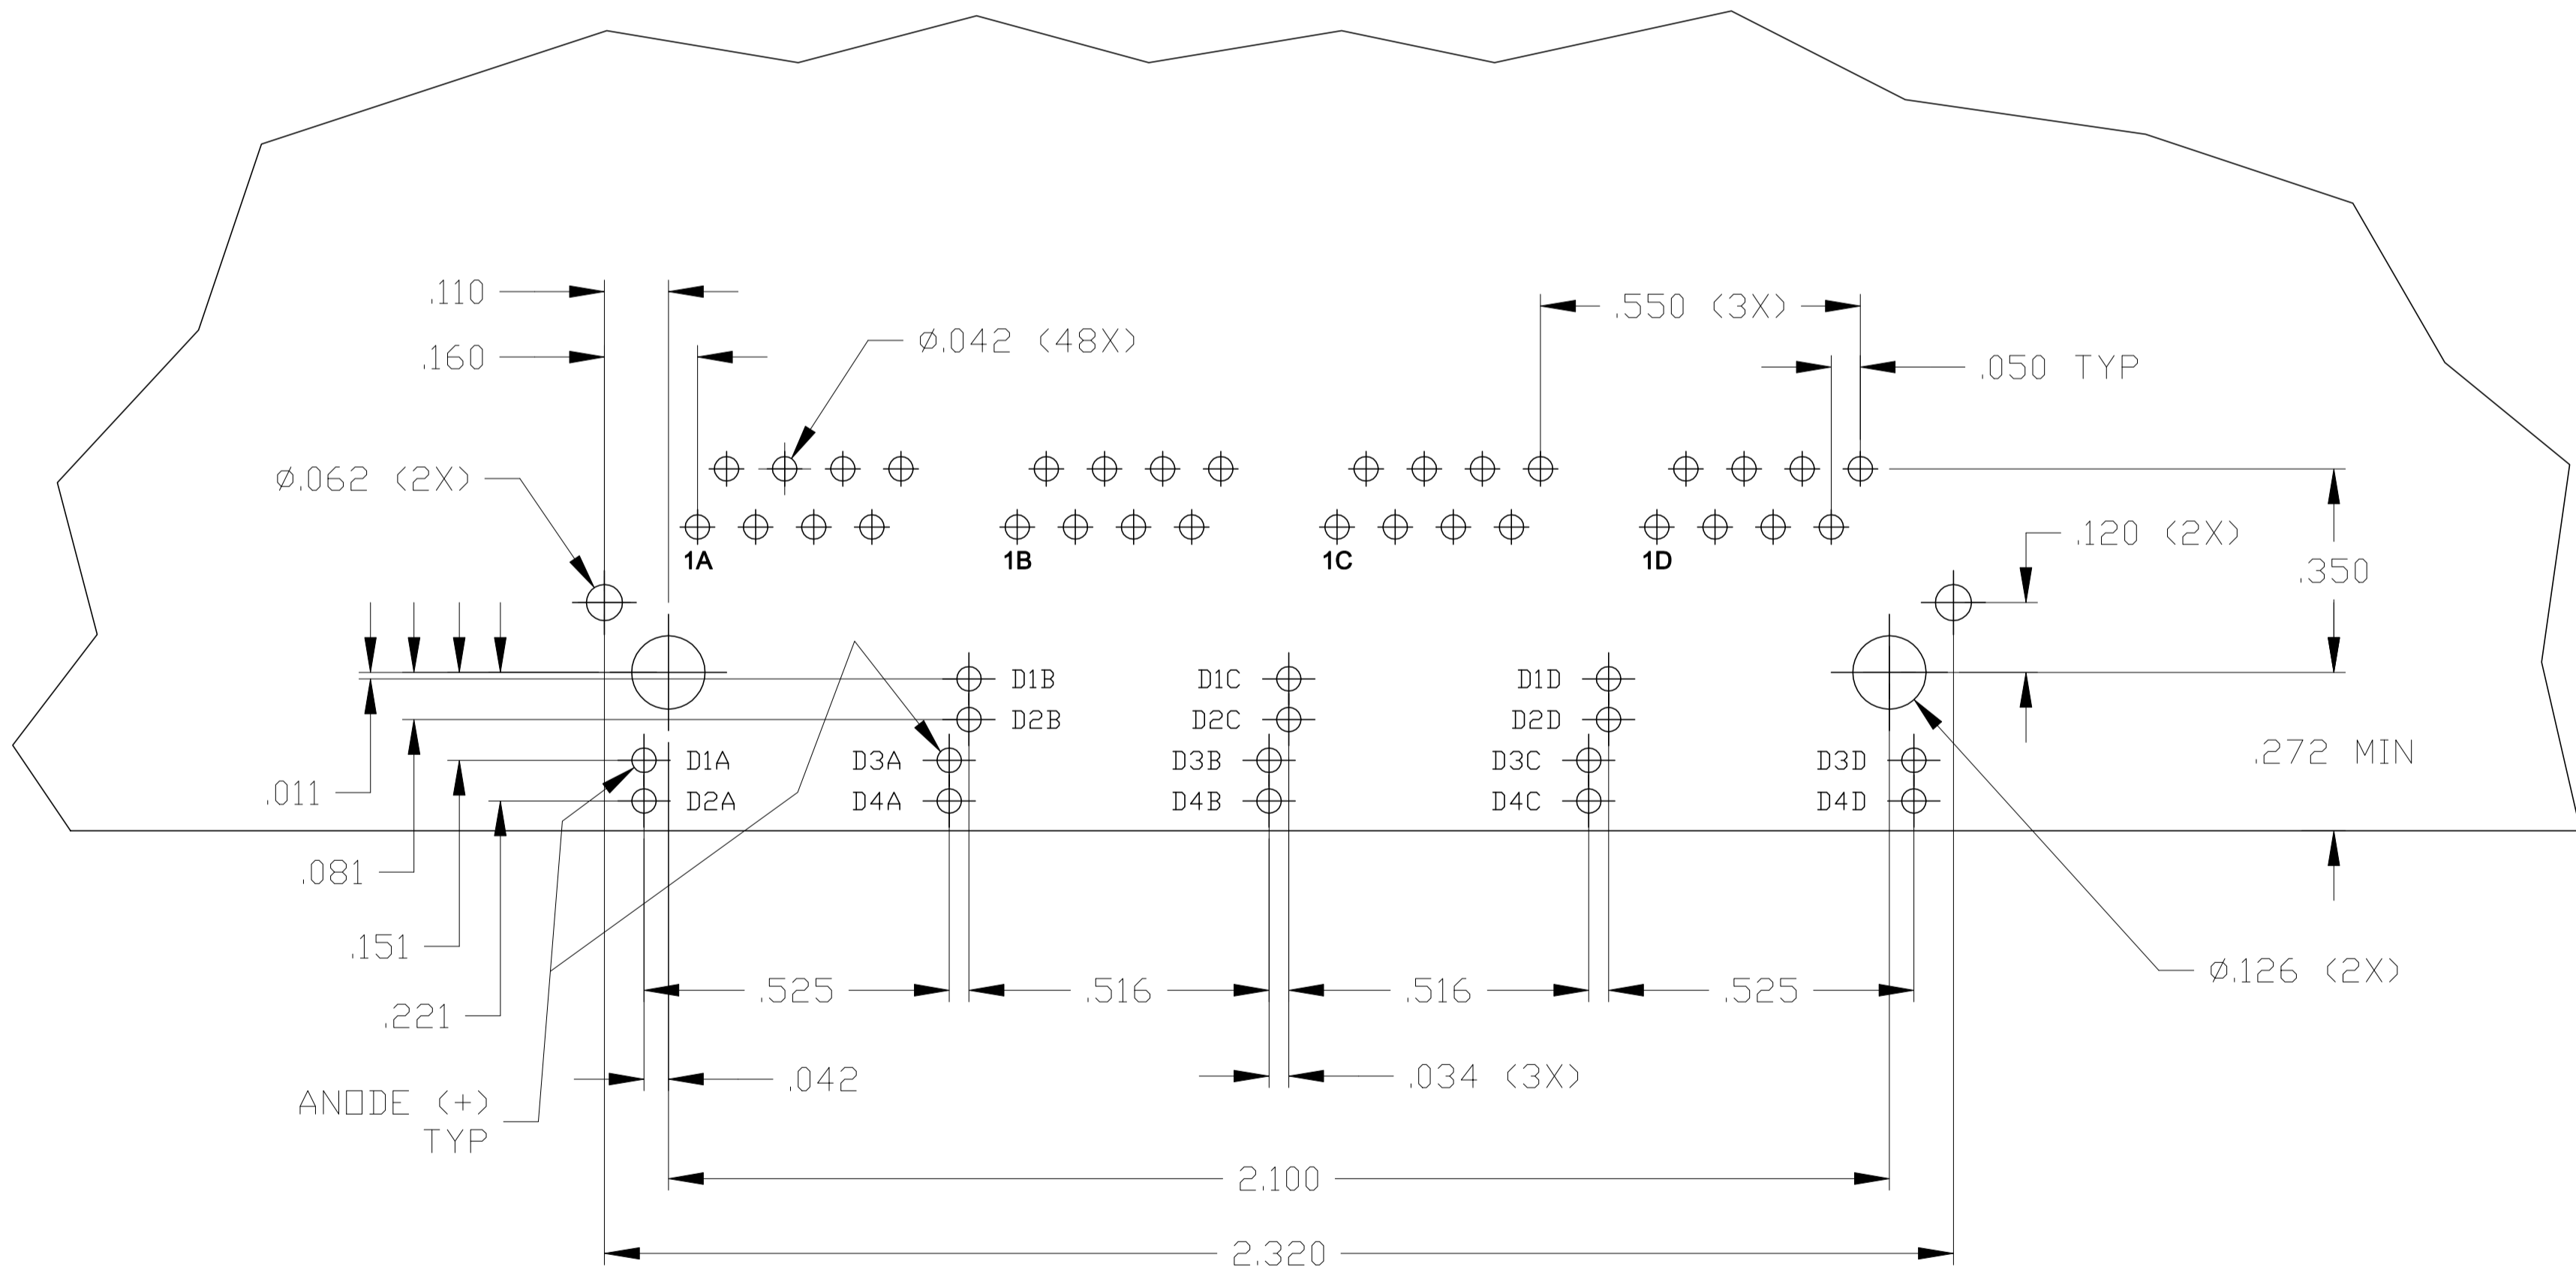 .110
.550 (3X)
Ø.042 (48X)
.160
.050 TYP
Ø.062 (2X)
.120 (2X)
1A
1B
1C
1D
.350
D1B
D1C
D1D
D2B
D2C
D2D
.272 MIN
D1A
D3A
D3B
D3C
D3D
.011
D2A
D4A
D4B
D4C
D4D
.081
.151
Ø.126 (2X)
.525
.516
.516
.525
.221
.042
.034 (3X)
ANODE (+)
TYP
2.100
2.320